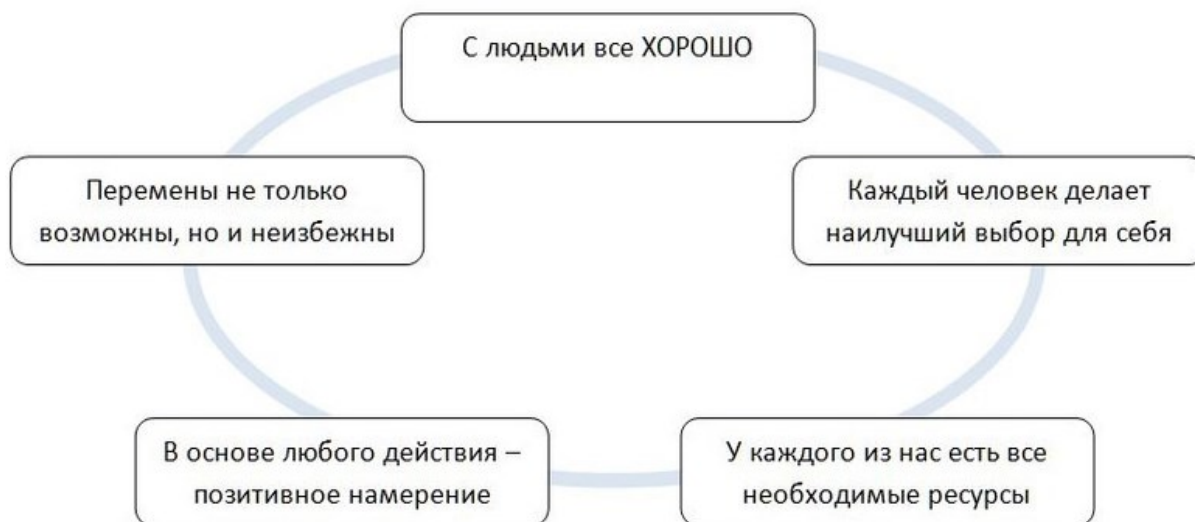 С людьми все ХОРОШО
Перемены не только
возможны, но и неизбежны
Каждый человек делает
наилучший выбор для себя
В основе любого действия –
позитивное намерение
У каждого из нас есть все
необходимые ресурсы